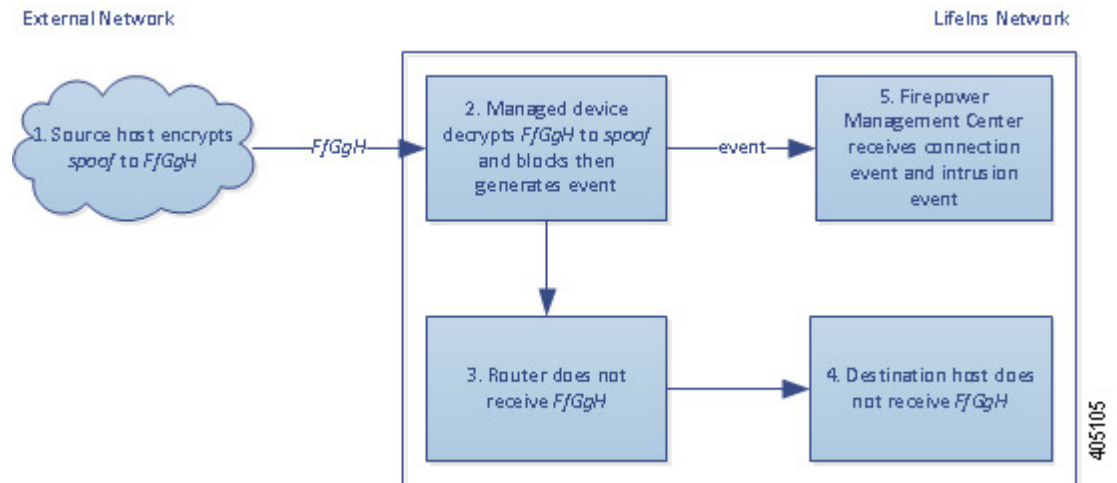 External Network
LifeIns Network
1. Source host encrypts
spoof to FfGgH
FfGgH
2. Managed device
decrypts FfGgH to spoof
and blocks then
generates event
event
5. Firepower
Management Center
receives connection
event and intrusion
event
3. Router does not
receive FfGgH
4. Destination host does
not receive FfGgH
405105